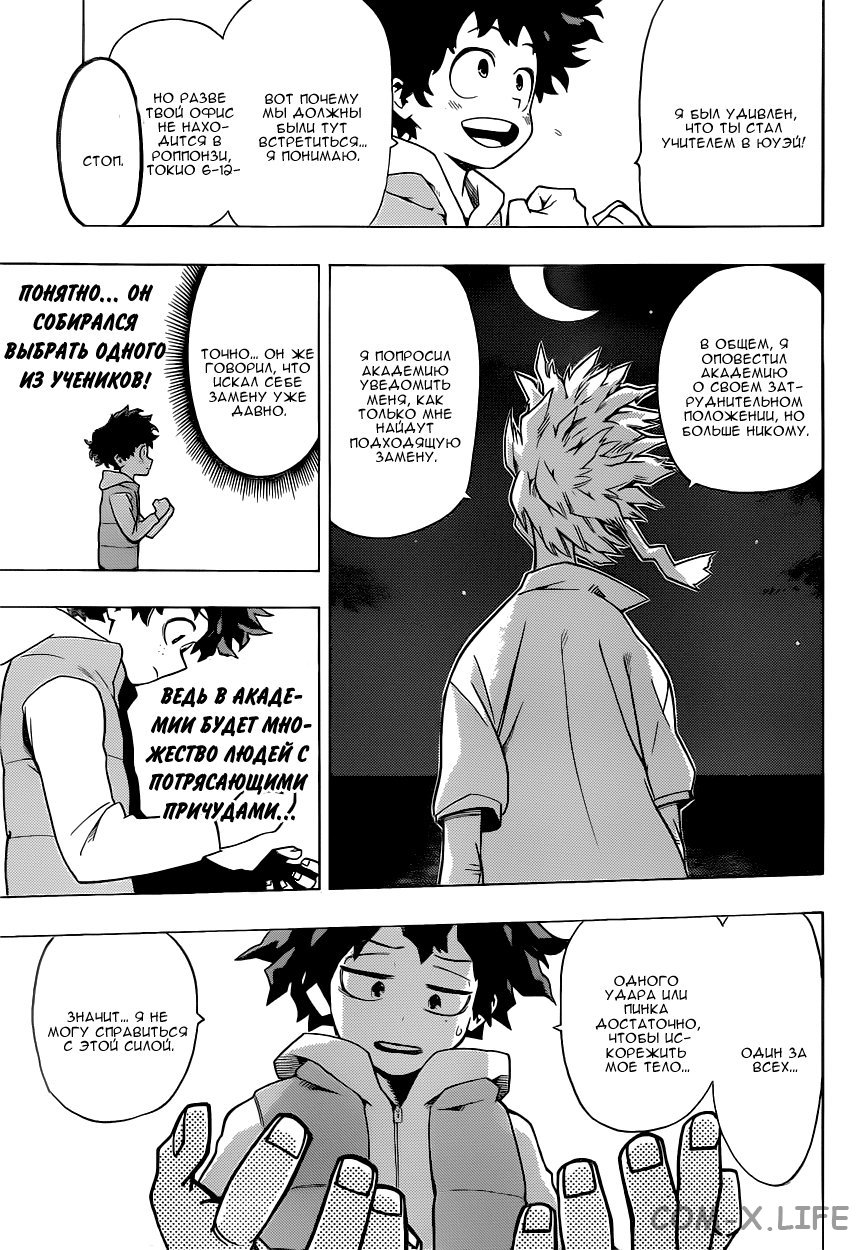 Я БЫЛ УДИВЛЕН,
ЧТО ТЫ СТАЛ
УЧИТЕЛЕМ В ЮУЭЙ!
ВОТ ПОЧЕМУ
МЫ ДОЛЖНЫ
БЫЛИ ТУТ
ВСТРЕТИТЬСЯ...
Я ПОНИМАЮ.
НО РАЗВЕ
ТВОЙ ОФИС
НЕ НАХО-
ДИТСЯ В
РОППОНЗИ,
ТОКИО 6-12-
СТОП.
В ОБЩЕМ, Я
ОПОВЕСТИЛ
АКАДЕМИЮ
О СВОЕМ ЗАТ-
РУДНИТЕЛЬНОМ
ПОЛОЖЕНИИ, НО
БОЛЬШЕ НИКОМУ.
Я ПОПРОСИЛ
АКАДЕМИЮ
УВЕДОМИТЬ
МЕНЯ, КАК
ТОЛЬКО МНЕ
НАЙДУТ
ПОДХОДЯЩУЮ
ЗАМЕНУ.
ТОЧНО... ОН ЖЕ
ГОВОРИЛ, ЧТО
ИСКАЛ СЕБЕ
ЗАМЕНУ УЖЕ
ДАВНО.
ПОНЯТНО... ОН
СОБИРАЛСЯ
ВЫБРАТЬ ОДНОГО
ИЗ УЧЕНИКОВ!
ВЕДЬ В АКАДЕ-
МИИ БУДЕТ МНО-
ЖЕСТВО ЛЮДЕЙ С
ПОТРЯСАЮЩИМИ
ПРИЧУДАМИ...
ОДИН ЗА
ВСЕХ...
ОДНОГО
УДАРА ИЛИ
ПИНКА
ДОСТАТОЧНО,
ЧТОБЫ ИС-
КОРЕЖИТЬ
МОЕ ТЕЛО...
ЗНАЧИТ... Я НЕ
МОГУ СПРАВИТЬСЯ
С ЭТОЙ СИЛОЙ.
COM-X.LIFE